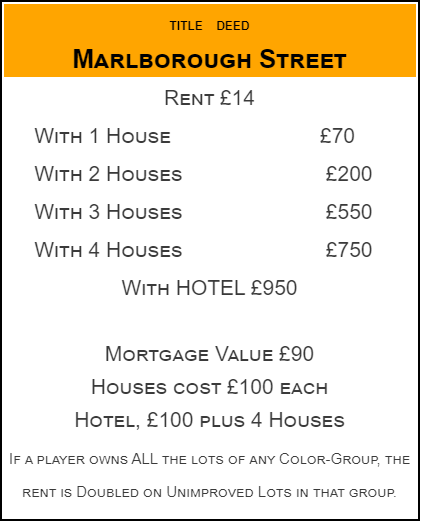 TITLE DEED
MARLBOROUGH STREET
RENT £14
WITH 1 HOUSE £70
WITH 2 HOUSES £200
WITH 3 HOUSES £550
WITH 4 HOUSES £750
WITH HOTEL £950
MORTGAGE VALUE £90
HOUSES COST £100 EACH
HOTEL, £100 PLUS 4 HOUSES
IF A PLAYER OWNS ALL THE LOTS OF ANY COLOR-GROUP, THE
RENT IS DOUBLED ON UNIMPROVED LOTS IN THAT GROUP.